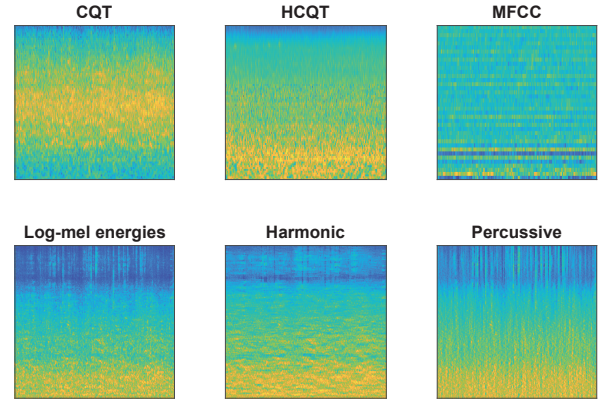 CQT
HCQT
MFCC
Log-mel energies
Harmonic
Percussive